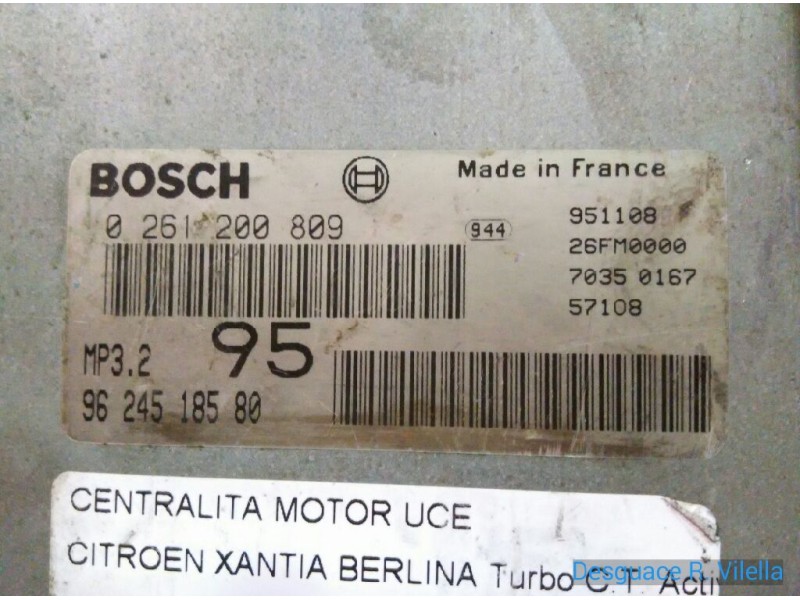 BOSCH
Made in France
0 261 200 809
944
951108
26FM0000
7035 0167
57108
MP3.2
95
96 245 185 80
CENTRALITA MOTOR UCE
CITROEN XANTIA BERLINA Turbo C.T Acti
Desguace R. Vilella